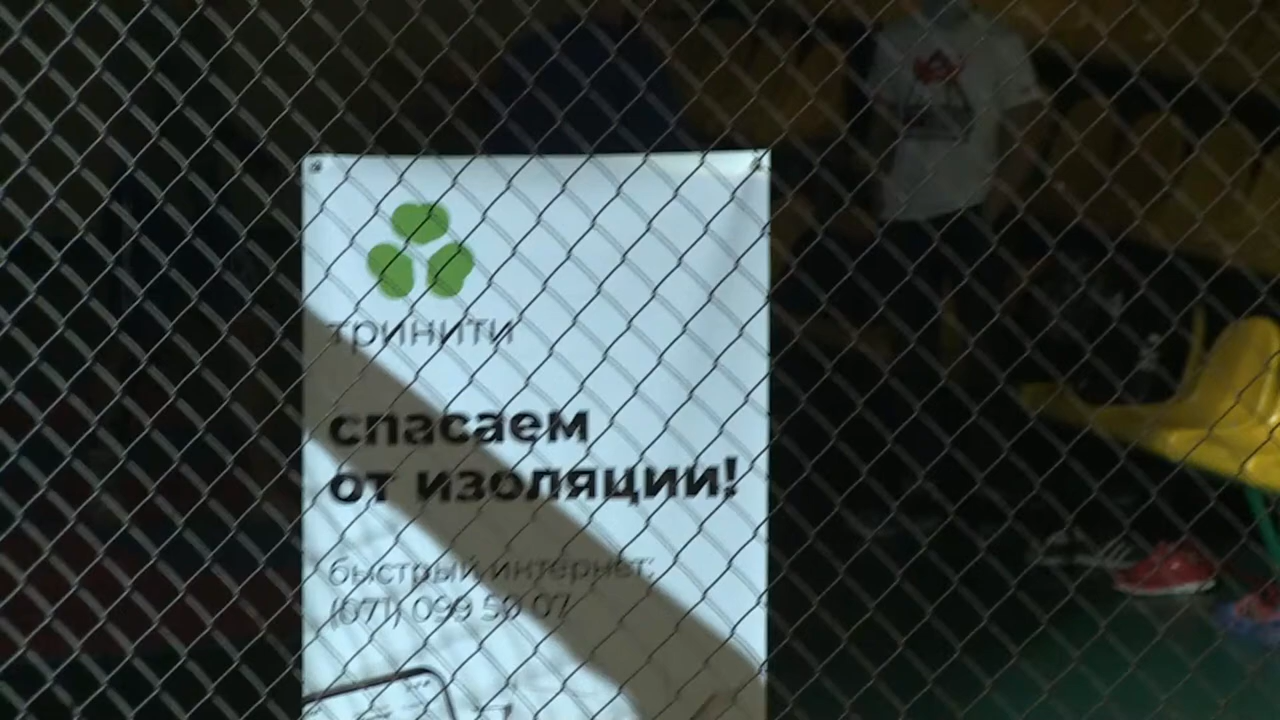 тринити
спасаем
от изоляции!
быстрый интернет:
(071) 099 50 07